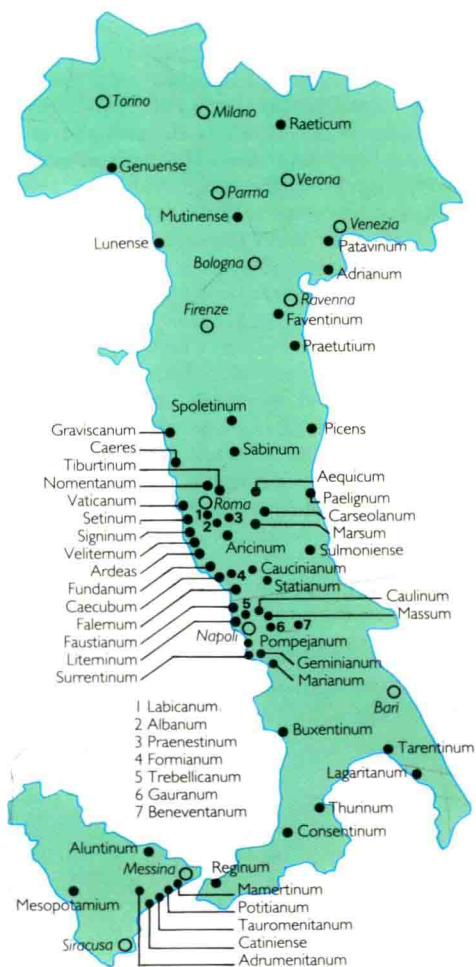 Torino
Milano
Raeticum
Genuense
Parma
Verona
Mutinense
Venezia
Lunense
Patavinum
Bologna
Adrianum
Ravenna
Firenze
Faventinum
Praetutium
Spoletinum
Graviscanum
Picens
Caeres
Sabinum
Tiburtinum
Aequicum
Nomentanum
Paelignum
Vaticanum
Roma
Carseolanum
Setinum
1
2
3
Marsum
Signinum
Aricinum
Sulmoniense
Veliternum
Ardeas
4
Caucinianum
Fundanum
Statianum
Caecubum
Caulinum
Falernum
5
Massum
Faustianum
6
7
Napoli
Pompejanum
Liteminum
Geminianum
Surrentinum
Marianum
Bari
1 Labicanum
2 Albanum
3 Praenestinum
4 Formianum
5 Trebellicanum
6 Gauranum
7 Beneventanum
Buxentinum
Tarentinum
Lagaritanum
Thurinum
Consentinum
Aluntinum
Messina
Reginum
Mesopotamium
Mamertinum
Potitianum
Tauromenitanum
Siracusa
Catiniense
Adrumenitanum